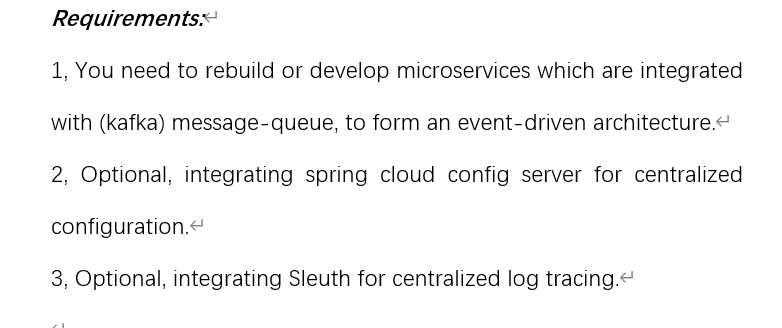 Requirements:
1, You need to rebuild or develop microservices which are integrated
with (kafka) message-queue, to form an event-driven architecture.
2, Optional, integrating spring cloud config server for centralized
configuration.
3, Optional, integrating Sleuth for centralized log tracing.